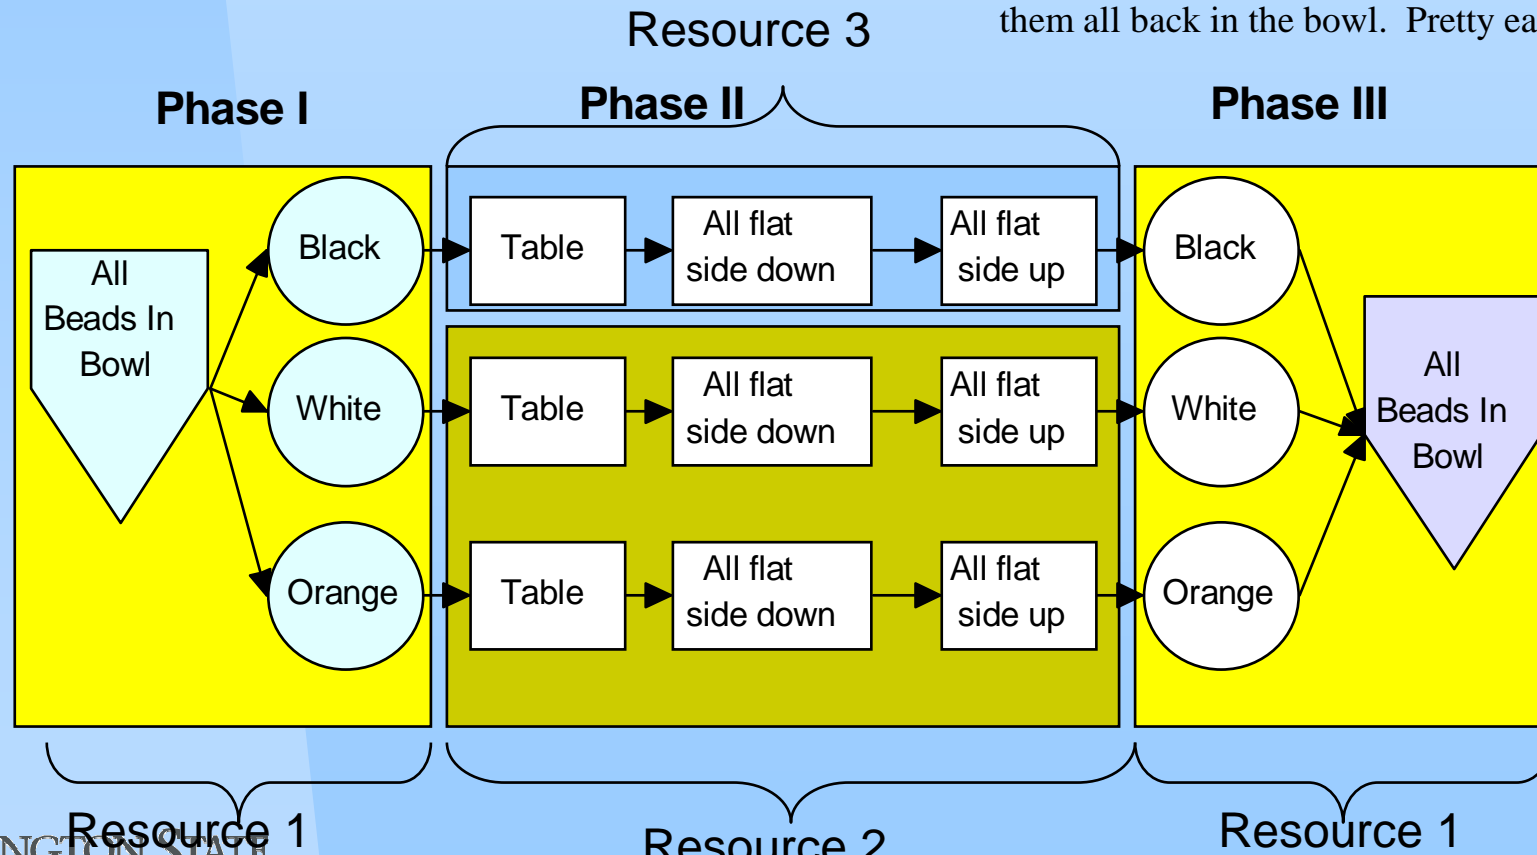 Resource 3
them all back in the bowl. Pretty ea
Phase I
Phase II
Phase III
All
Beads In
Bowl
Black
Table
All flat
side down
All flat
side up
Black
White
Table
All flat
side down
All flat
side up
White
Orange
Table
All flat
side down
All flat
side up
Orange
All
Beads In
Bowl
Resource 1
Resource 2
Resource 1
NGTON STATE